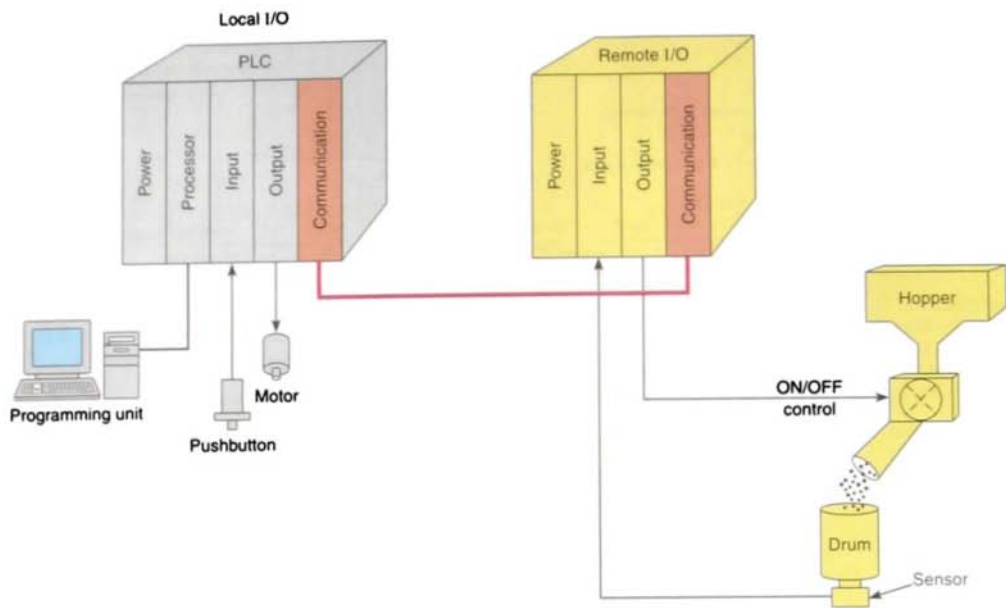 Local I/O
PLC
Power
Processor
Input
Output
Communication
Programming unit
Pushbutton
Motor
Remote I/O
Power
Input
Output
Communication
Hopper
ON/OFF
control
Drum
Sensor